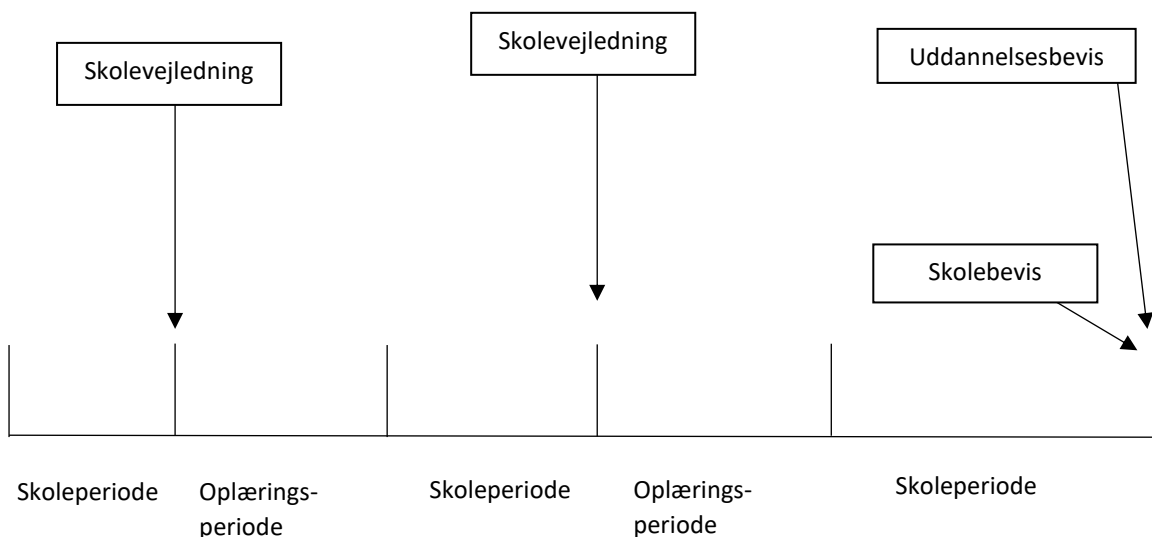 Skolevejledning
Skolevejledning
Uddannelsesbevis
Skolebevis
Skoleperiode
Oplærings-
periode
Skoleperiode
Oplærings-
periode
Skoleperiode